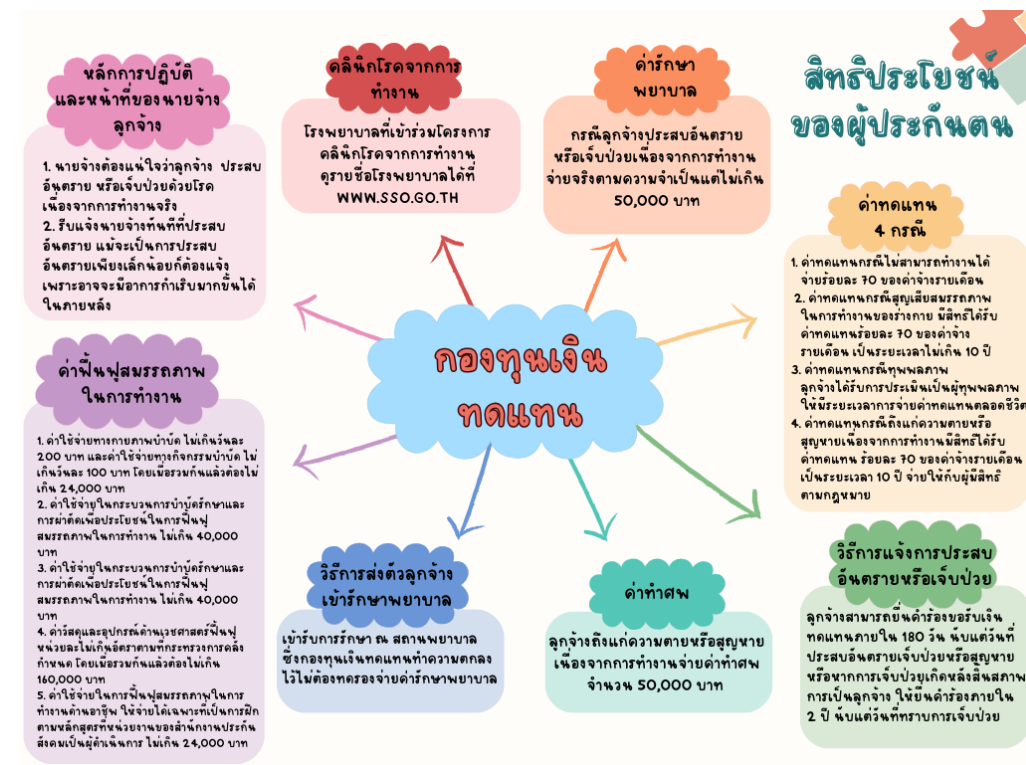 สิทธิประโยชน์
ของผู้ประกันตน
กองทุนเงิน
ทดแทน
หลักการปฏิบัติ
และหน้าที่ของนายจ้าง
ลูกจ้าง
1. นายจ้างต้องแน่ใจว่าลูกจ้าง ประสบ
อันตราย หรือเจ็บป่วยด้วยโรค
เนื่องจากการทำงานจริง
2. รีบแจ้งนายจ้างทันทีที่ประสบ
อันตราย แม้จะเป็นการประสบ
อันตรายเพียงเล็กน้อยก็ต้องแจ้ง
เพราะอาจจะมีอาการกำเริบมากขึ้นได้
ในภายหลัง
คลินิกโรคจากการ
ทำงาน
โรงพยาบาลที่เข้าร่วมโครงการ
คลินิกโรคจากการทำงาน
ดูรายชื่อโรงพยาบาลได้ที่
WWW.SSO.GO.TH
ค่ารักษา
พยาบาล
กรณีลูกจ้างประสบอันตราย
หรือเจ็บป่วยเนื่องจากการทำงาน
จ่ายจริงตามความจำเป็นแต่ไม่เกิน
50,000 บาท
ค่าทดแทน
4 กรณี
1. ค่าทดแทนกรณีไม่สามารถทำงานได้
จ่ายร้อยละ 70 ของค่าจ้างรายเดือน
2. ค่าทดแทนกรณีสูญเสียสมรรถภาพ
ในการทำงานของร่างกาย มีสิทธิได้รับ
ค่าทดแทนร้อยละ 70 ของค่าจ้าง
รายเดือน เป็นระยะเวลาไม่เกิน 10 ปี
3. ค่าทดแทนกรณีทุพพลภาพ
ลูกจ้างได้รับการประเมินเป็นผู้ทุพพลภาพ
ให้มีระยะเวลาการจ่ายค่าทดแทนตลอดชีวิต
4. ค่าทดแทนกรณีถึงแก่ความตายหรือ
สูญหายเนื่องจากการทำงานมีสิทธิได้รับ
ค่าทดแทน ร้อยละ 70 ของค่าจ้างรายเดือน
เป็นระยะเวลา 10 ปี จ่ายให้กับผู้มีสิทธิ
ตามกฎหมาย
ค่าฟื้นฟูสมรรถภาพ
ในการทำงาน
1. ค่าใช้จ่ายทางกายภาพบำบัด ไม่เกินวันละ
200 บาท และค่าใช้จ่ายทางกิจกรรมบำบัด ไม่
เกินวันละ 100 บาท โดยเมื่อรวมกันแล้วต้องไม่
เกิน 24,000 บาท
2. ค่าใช้จ่ายในกระบวนการบำบัดรักษาและ
การผ่าตัดเพื่อประโยชน์ในการฟื้นฟู
สมรรถภาพในการทำงาน ไม่เกิน 40,000
บาท
3. ค่าใช้จ่ายในกระบวนการบำบัดรักษาและ
การผ่าตัดเพื่อประโยชน์ในการฟื้นฟู
สมรรถภาพในการทำงาน ไม่เกิน 40,000
บาท
4. ค่าวัสดุและอุปกรณ์ด้านเวชศาสตร์ฟื้นฟู
หน่วยละไม่เกินอัตราตามที่กระทรวงการคลัง
กำหนด โดยเมื่อรวมกันแล้วต้องไม่เกิน
160,000 บาท
5. ค่าใช้จ่ายในการฟื้นฟูสมรรถภาพในการ
ทำงานด้านอาชีพ ให้จ่ายได้เฉพาะที่เป็นการฝึก
ตามหลักสูตรที่หน่วยงานของสำนักงานประกัน
สังคมเป็นผู้ดำเนินการ ไม่เกิน 24,000 บาท
วิธีการส่งตัวลูกจ้าง
เข้ารักษาพยาบาล
เข้ารับการรักษา ณ สถานพยาบาล
ซึ่งกองทุนเงินทดแทนทำความตกลง
ไว้ไม่ต้องทดรองจ่ายค่ารักษาพยาบาล
ค่าทำศพ
ลูกจ้างถึงแก่ความตายหรือสูญหาย
เนื่องจากการทำงานจ่ายค่าทำศพ
จำนวน 50,000 บาท
วิธีการแจ้งการประสบ
อันตรายหรือเจ็บป่วย
ลูกจ้างสามารถยื่นคำร้องขอรับเงิน
ทดแทนภายใน 180 วัน นับแต่วันที่
ประสบอันตรายเจ็บป่วยหรือสูญหาย
หรือหากการเจ็บป่วยเกิดหลังสิ้นสภาพ
การเป็นลูกจ้าง ให้ยื่นคำร้องภายใน
2 ปี นับแต่วันที่ทราบการเจ็บป่วย